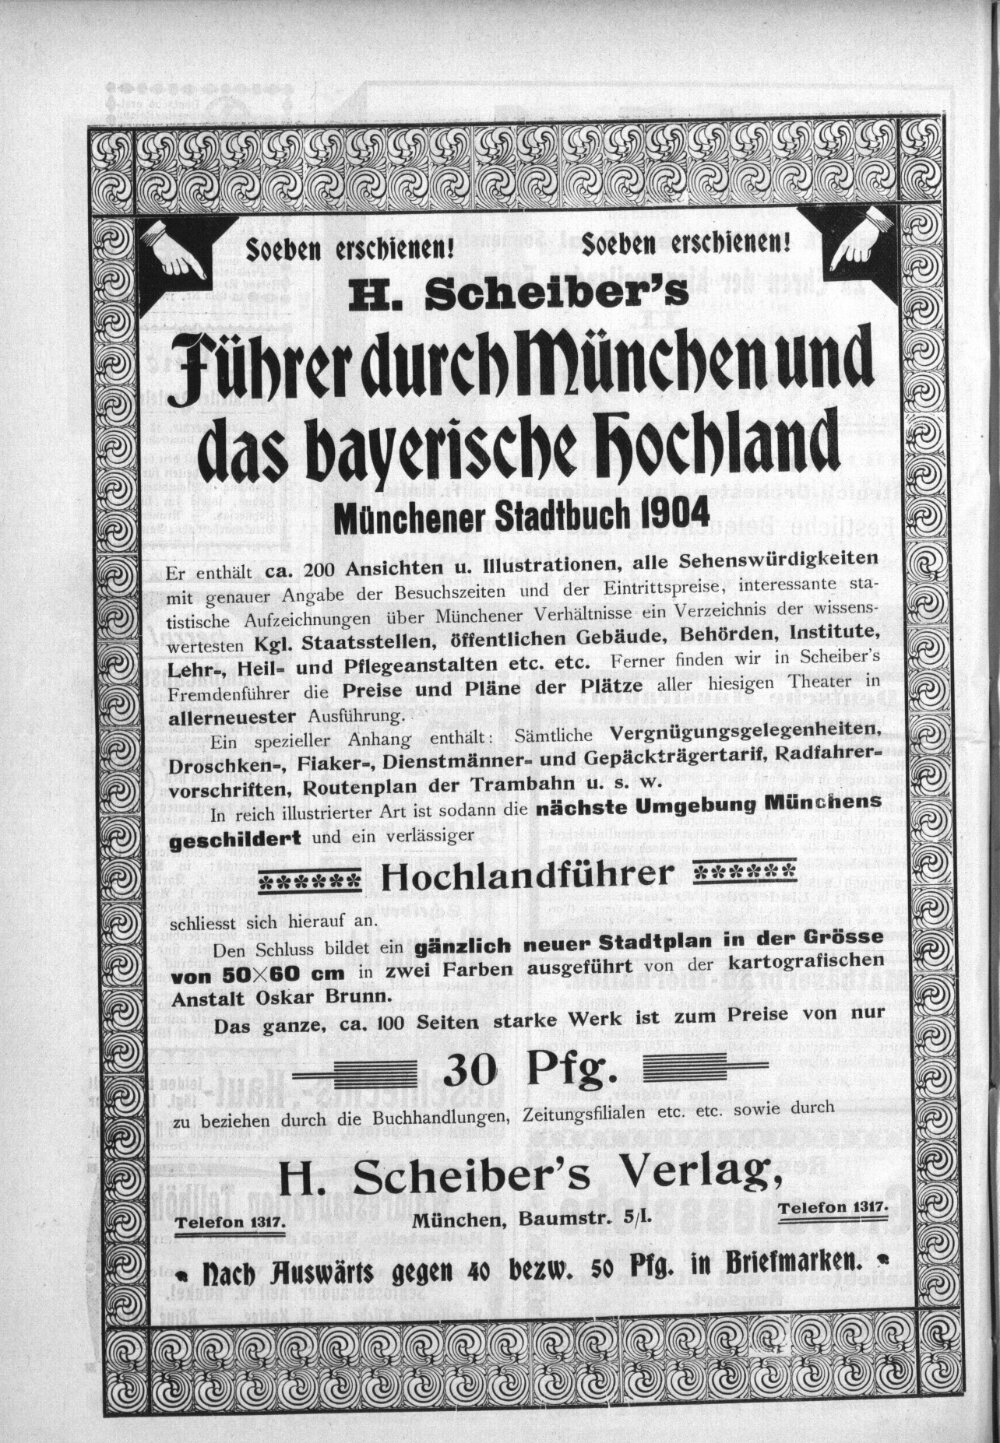 Soeben erschienen! Soeben erschienen!
H. Scheiber's
Führer durch München und
das bayerische Hochland
Münchener Stadtbuch 1904
Er enthält ca. 200 Ansichten u. Illustrationen, alle Sehenswürdigkeiten
mit genauer Angabe der Besuchszeiten und der Eintrittspreise, interessante sta-
tistische Aufzeichnungen über Münchener Verhältnisse ein Verzeichnis der wissens-
wertesten Kgl. Staatsstellen, öffentlichen Gebäude, Behörden, Institute,
Lehr-, Heil- und Pflegeanstalten etc. etc. Ferner finden wir in Scheiber's
Fremdenführer die Preise und Pläne der Plätze aller hiesigen Theater in
allerneuester Ausführung.
Ein spezieller Anhang enthält: Sämtliche Vergnügungsgelegenheiten,
Droschken-, Fiaker-, Dienstmänner- und Gepäckträgertarif, Radfahrer-
vorschriften, Routenplan der Trambahn u. s. w.
In reich illustrierter Art ist sodann die nächste Umgebung Münchens
geschildert und ein verlässiger
****** Hochlandführer ******
schliesst sich hierauf an.
Den Schluss bildet ein gänzlich neuer Stadtplan in der Grösse
von 50×60 cm in zwei Farben ausgeführt von der kartografischen
Anstalt Oskar Brunn.
Das ganze, ca. 100 Seiten starke Werk ist zum Preise von nur
30 Pfg.
zu beziehen durch die Buchhandlungen, Zeitungsfilialen etc. etc. sowie durch
H. Scheiber's Verlag,
Telefon 1317. München, Baumstr. 5/I. Telefon 1317.
Nach Auswärts gegen 40 bezw. 50 Pfg. in Briefmarken.